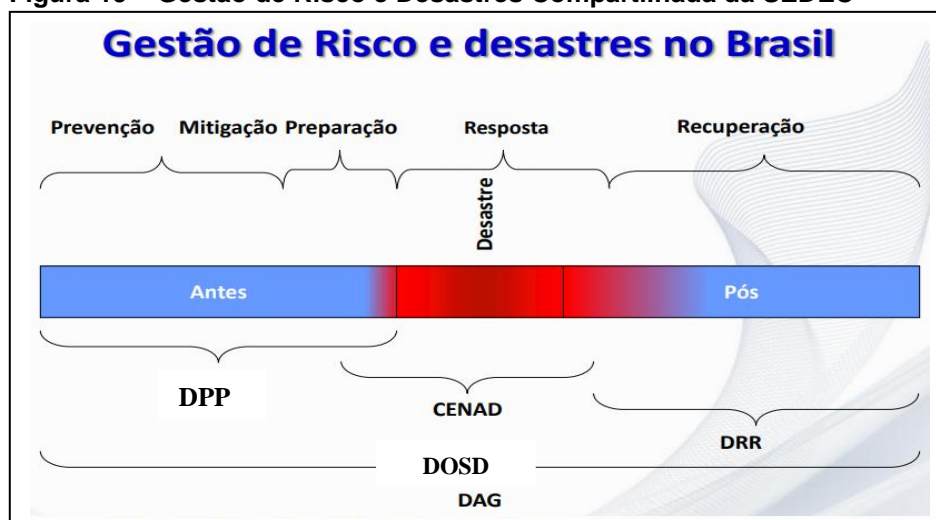 Gestão de Risco e desastres no Brasil
Prevenção Mitigação Preparação Resposta Recuperação
Desastre
Antes Pós
DPP
CENAD
DRR
DOSD
DAG